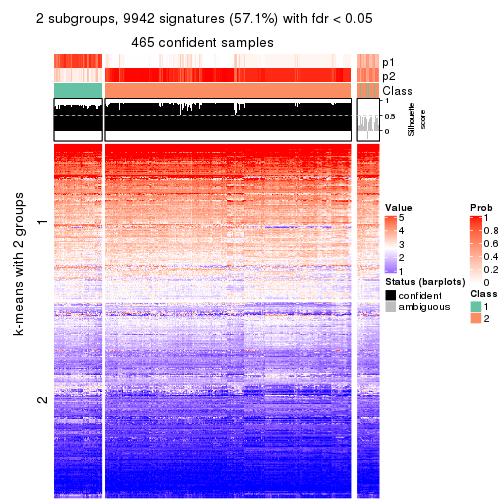 2 subgroups, 9942 signatures (57.1%) with fdr < 0.05
465 confident samples
p1
p2
Class
1
0.5
0
Silhouette
score
k-means with 2 groups
1
2
Value
5
4
3
2
1
Status (barplots)
confident
ambiguous
Prob
1
0.8
0.6
0.4
0.2
0
Class
1
2